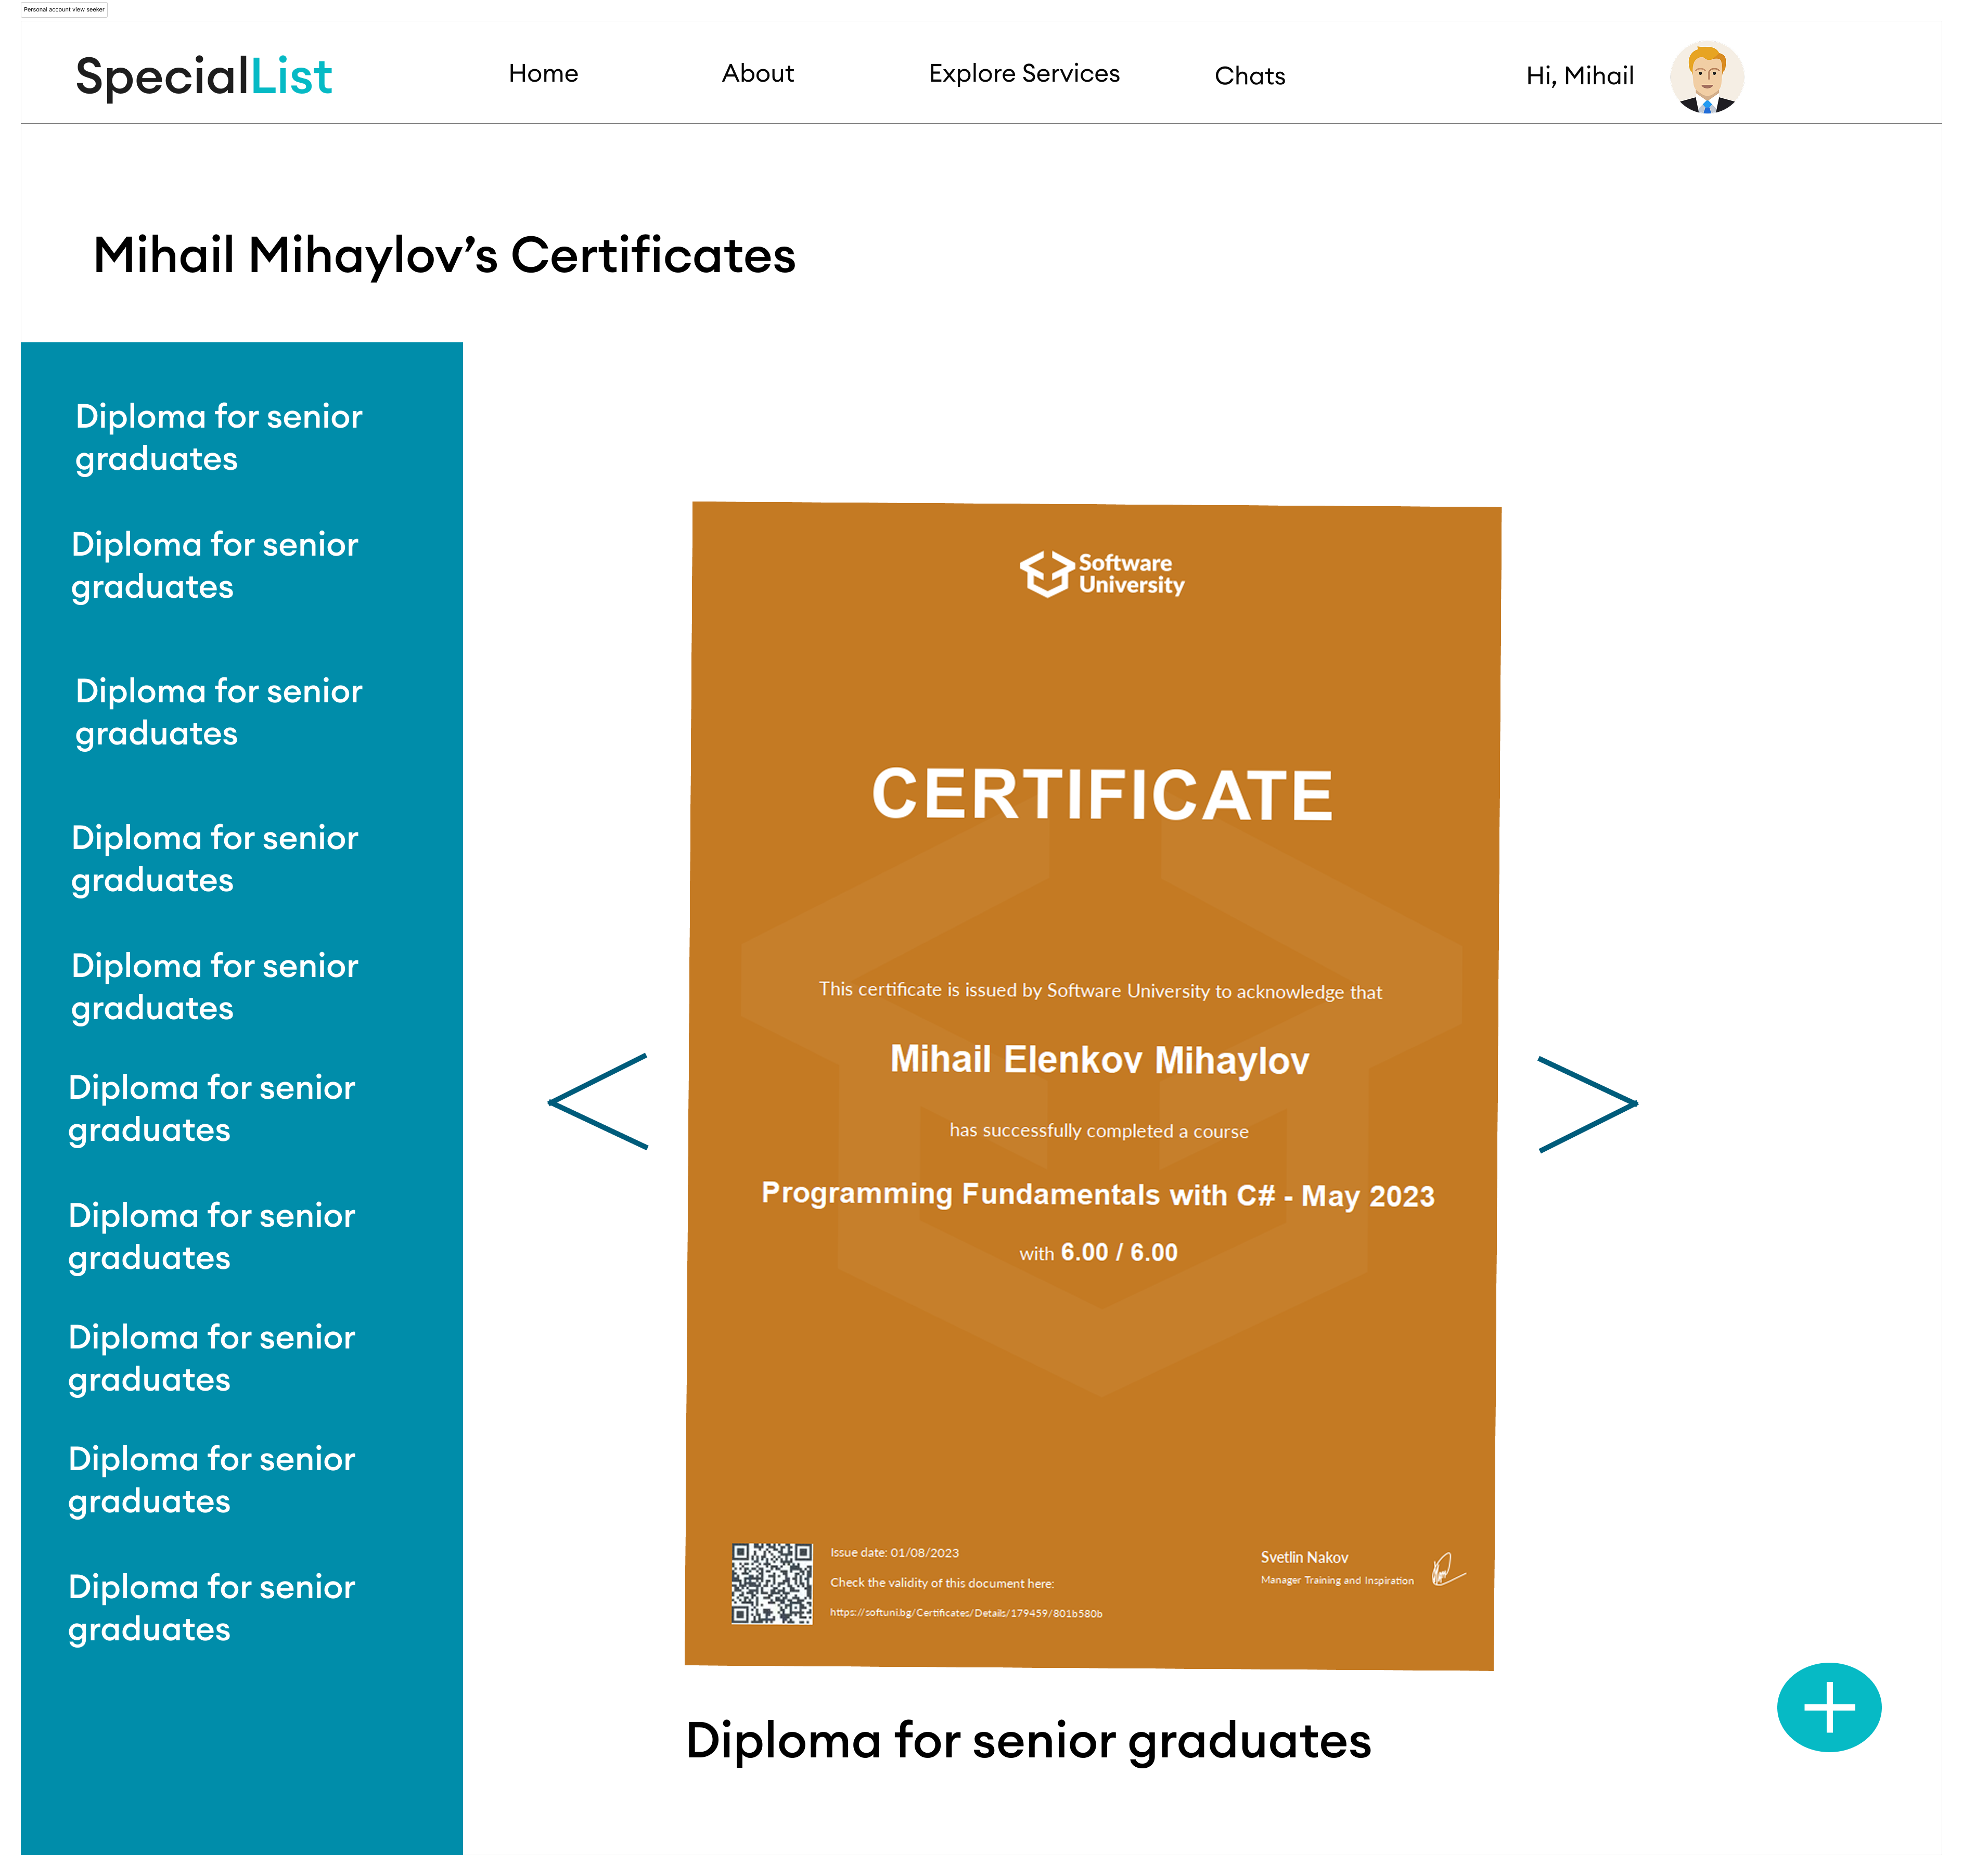 Personal account view seeker
SpecialList
Home
About
Explore Services
Chats
Hi, Mihail
Mihail Mihaylov’s Certificates
Diploma for senior
graduates
Diploma for senior
graduates
Diploma for senior
graduates
Diploma for senior
graduates
Diploma for senior
graduates
Diploma for senior
graduates
Diploma for senior
graduates
Diploma for senior
graduates
Diploma for senior
graduates
Diploma for senior
graduates
Software
University
CERTIFICATE
This certificate is issued by Software University to acknowledge that
Mihail Elenkov Mihaylov
has successfully completed a course
Programming Fundamentals with C# - May 2023
with 6.00 / 6.00
Issue date: 01/08/2023
Check the validity of this document here:
https://softuni.bg/Certificates/Details/179459/801b580b
Svetlin Nakov
Manager Training and Inspiration
Diploma for senior graduates